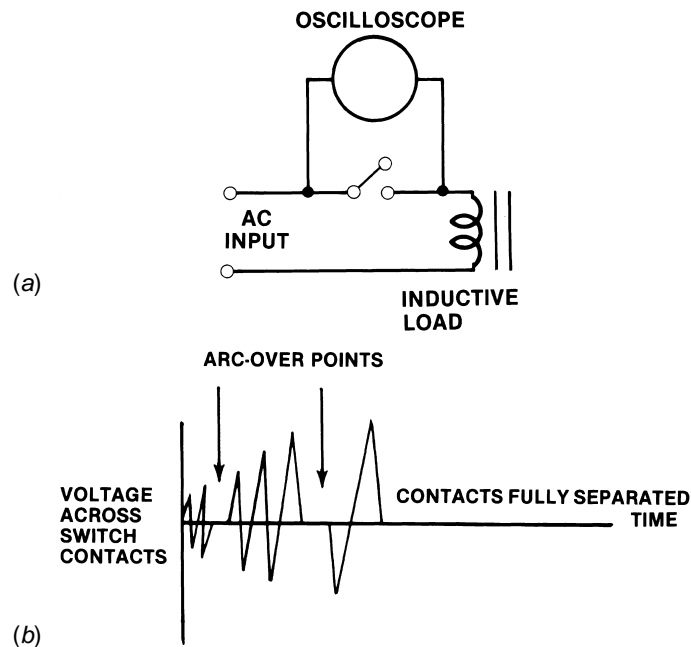 OSCILLOSCOPE
AC
INPUT
(a)
INDUCTIVE
LOAD
ARC-OVER POINTS
VOLTAGE
ACROSS
SWITCH
CONTACTS
CONTACTS FULLY SEPARATED
TIME
(b)